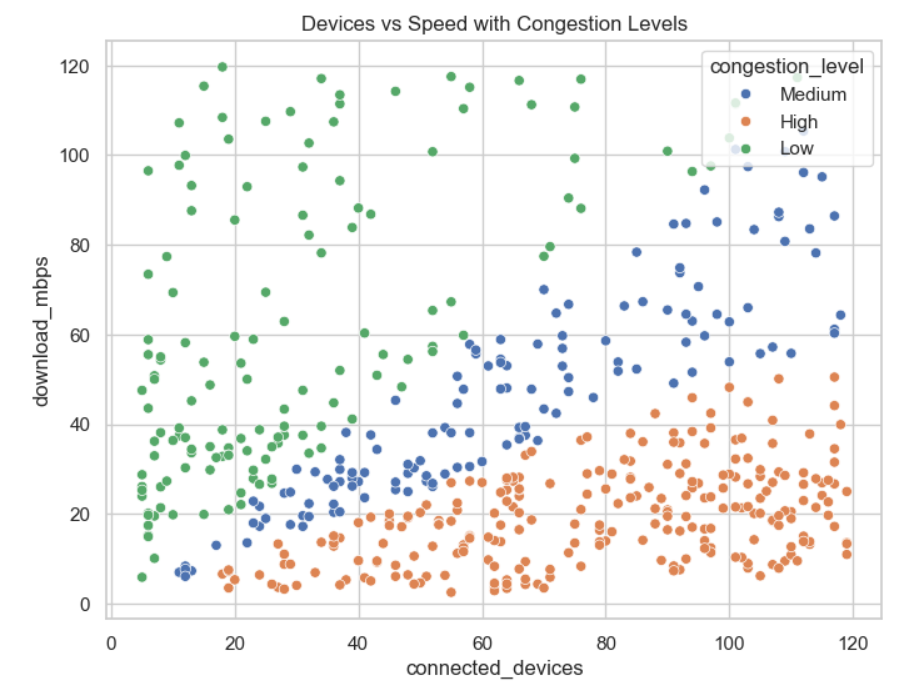 Devices vs Speed with Congestion Levels
congestion_level
Medium
High
Low
download_mbps
120
100
80
60
40
20
0
0 20 40 60 80 100 120
connected_devices